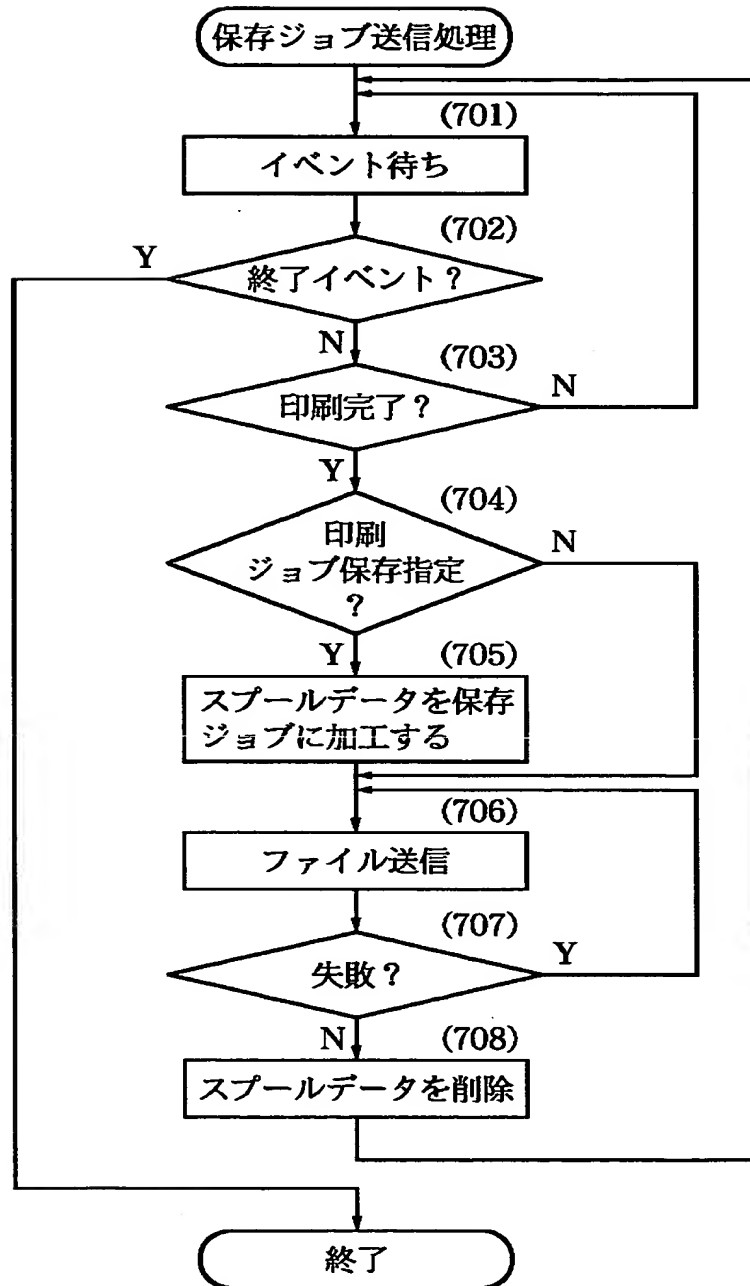 保存ジョブ送信処理
(701)
イベント待ち
(702)
Y
終了イベント?
N
(703)
印刷完了?
N
Y
(704)
印刷
ジョブ保存指定
?
N
Y
(705)
スプールデータを保存
ジョブに加工する
(706)
ファイル送信
(707)
失敗?
Y
N
(708)
スプールデータを削除
終了